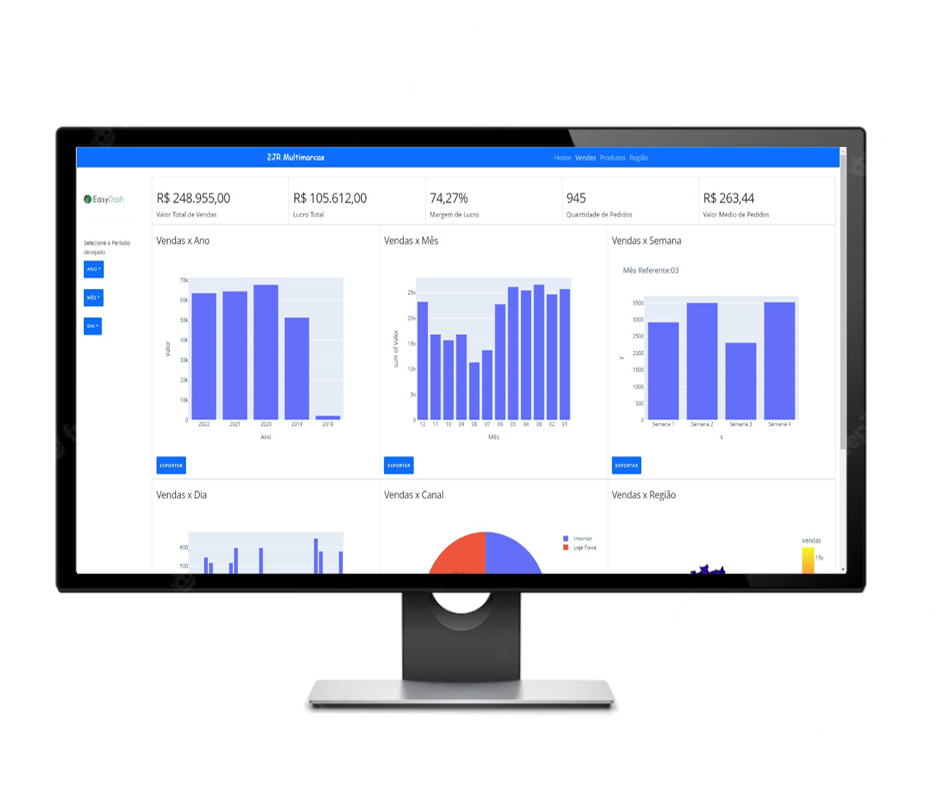 2JR Multimarcas
Home Vendas Produtos Região
EasyDash
R$ 248.955,00
Valor Total de Vendas
R$ 105.612,00
Lucro Total
74,27%
Margem de Lucro
945
Quantidade de Pedidos
R$ 263,44
Valor Médio de Pedidos
Selecione o Período
desejado
ANO
MÊS
DIA
Vendas x Ano
70k
60k
50k
40k
30k
20k
10k
0
Valor
2022 2021 2020 2019 2018
Ano
EXPORTAR
Vendas x Mês
25k
20k
15k
10k
5k
0
sum of Valor
12 11 10 09 08 07 06 05 04 03 02 01
Mês
EXPORTAR
Vendas x Semana
Mês Referente:03
3500
3000
2500
2000
1500
1000
500
0
y
Semana 1 Semana 2 Semana 3 Semana 4
x
EXPORTAR
Vendas x Dia
600
500
Vendas x Canal
Internet
Loja Física
Vendas x Região
Vendas
15k